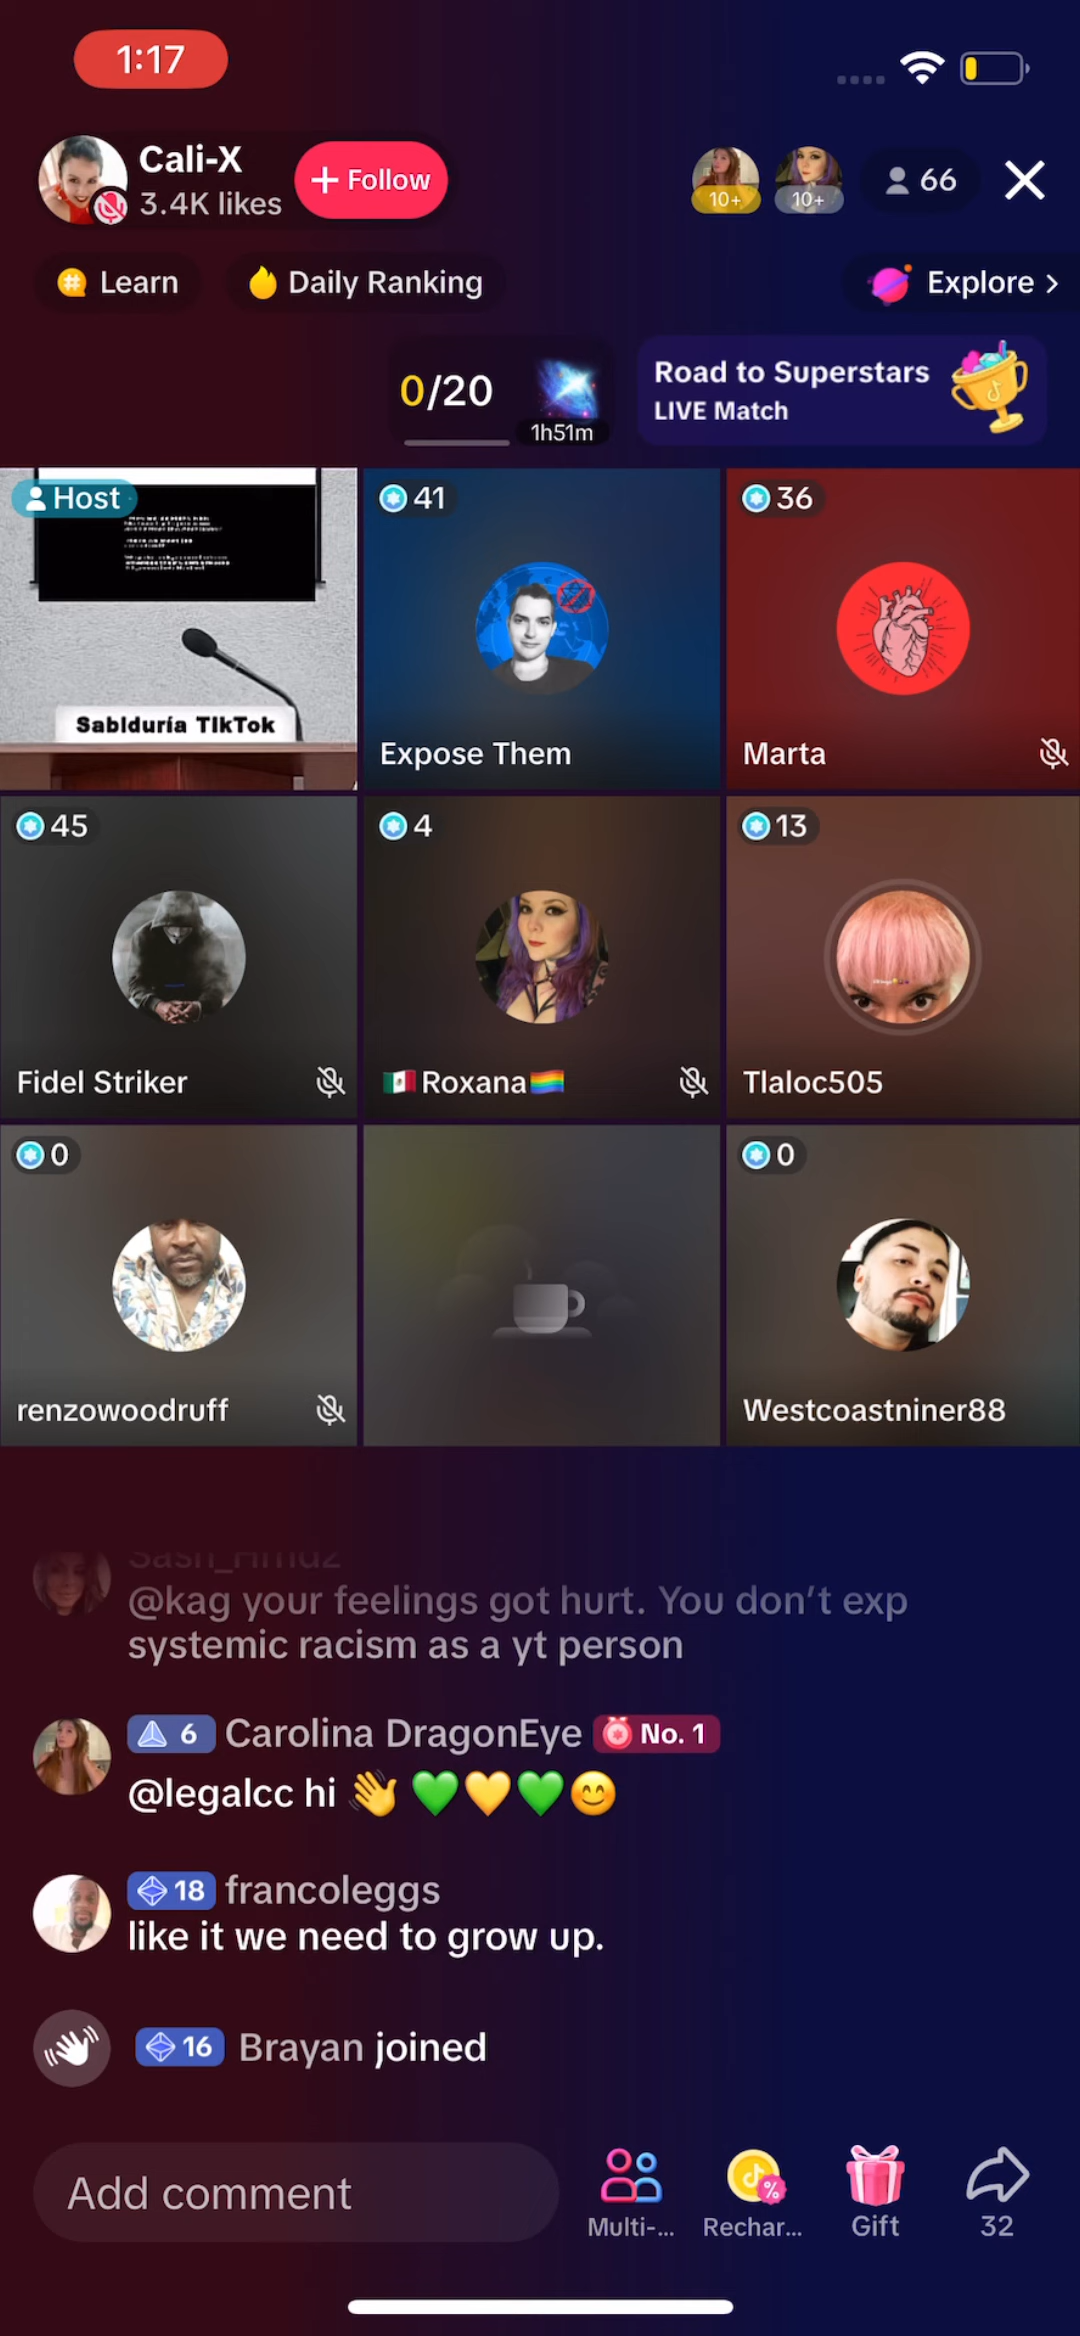 1:17
Cali-X
3.4K likes
+ Follow
10+
10+
66
Learn
Daily Ranking
Explore >
0/20
1h51m
Road to Superstars
LIVE Match
Host
Sabiduría TikTok
41
Expose Them
36
Marta
45
Fidel Striker
4
🇲🇽Roxana🏳️‍🌈
13
Tlaloc505
0
renzowoodruff
0
Westcoastniner88
@kag your feelings got hurt. You don’t exp
systemic racism as a yt person
6 Carolina DragonEye No. 1
@legalcc hi 👋 💚💛💚😊
18 francoleggs
like it we need to grow up.
16 Brayan joined
Add comment
Multi-...
Rechar...
Gift
32